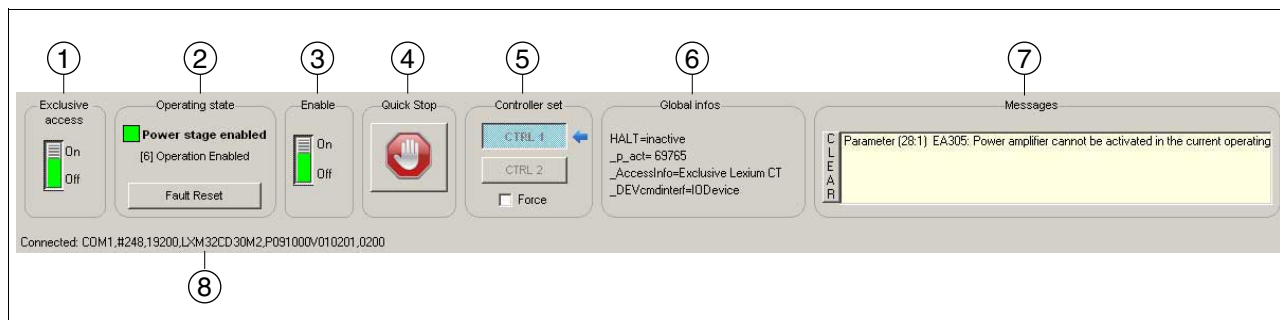 1 2 3 4 5 6 7
Exclusive access
On
Off
Operating state
Power stage enabled
[6] Operation Enabled
Fault Reset
Enable
On
Off
Quick Stop
Controller set
CTRL 1
CTRL 2
Force
Global infos
HALT=inactive
_p_act= 69765
_AccessInfo=Exclusive Lexium CT
_DEVcmdinterf=IODevice
Messages
CLEAR
Parameter (28:1) EA305: Power amplifier cannot be activated in the current operating
Connected: COM1,#248,19200,LXM32CD30M2,P091000V010201,0200
8